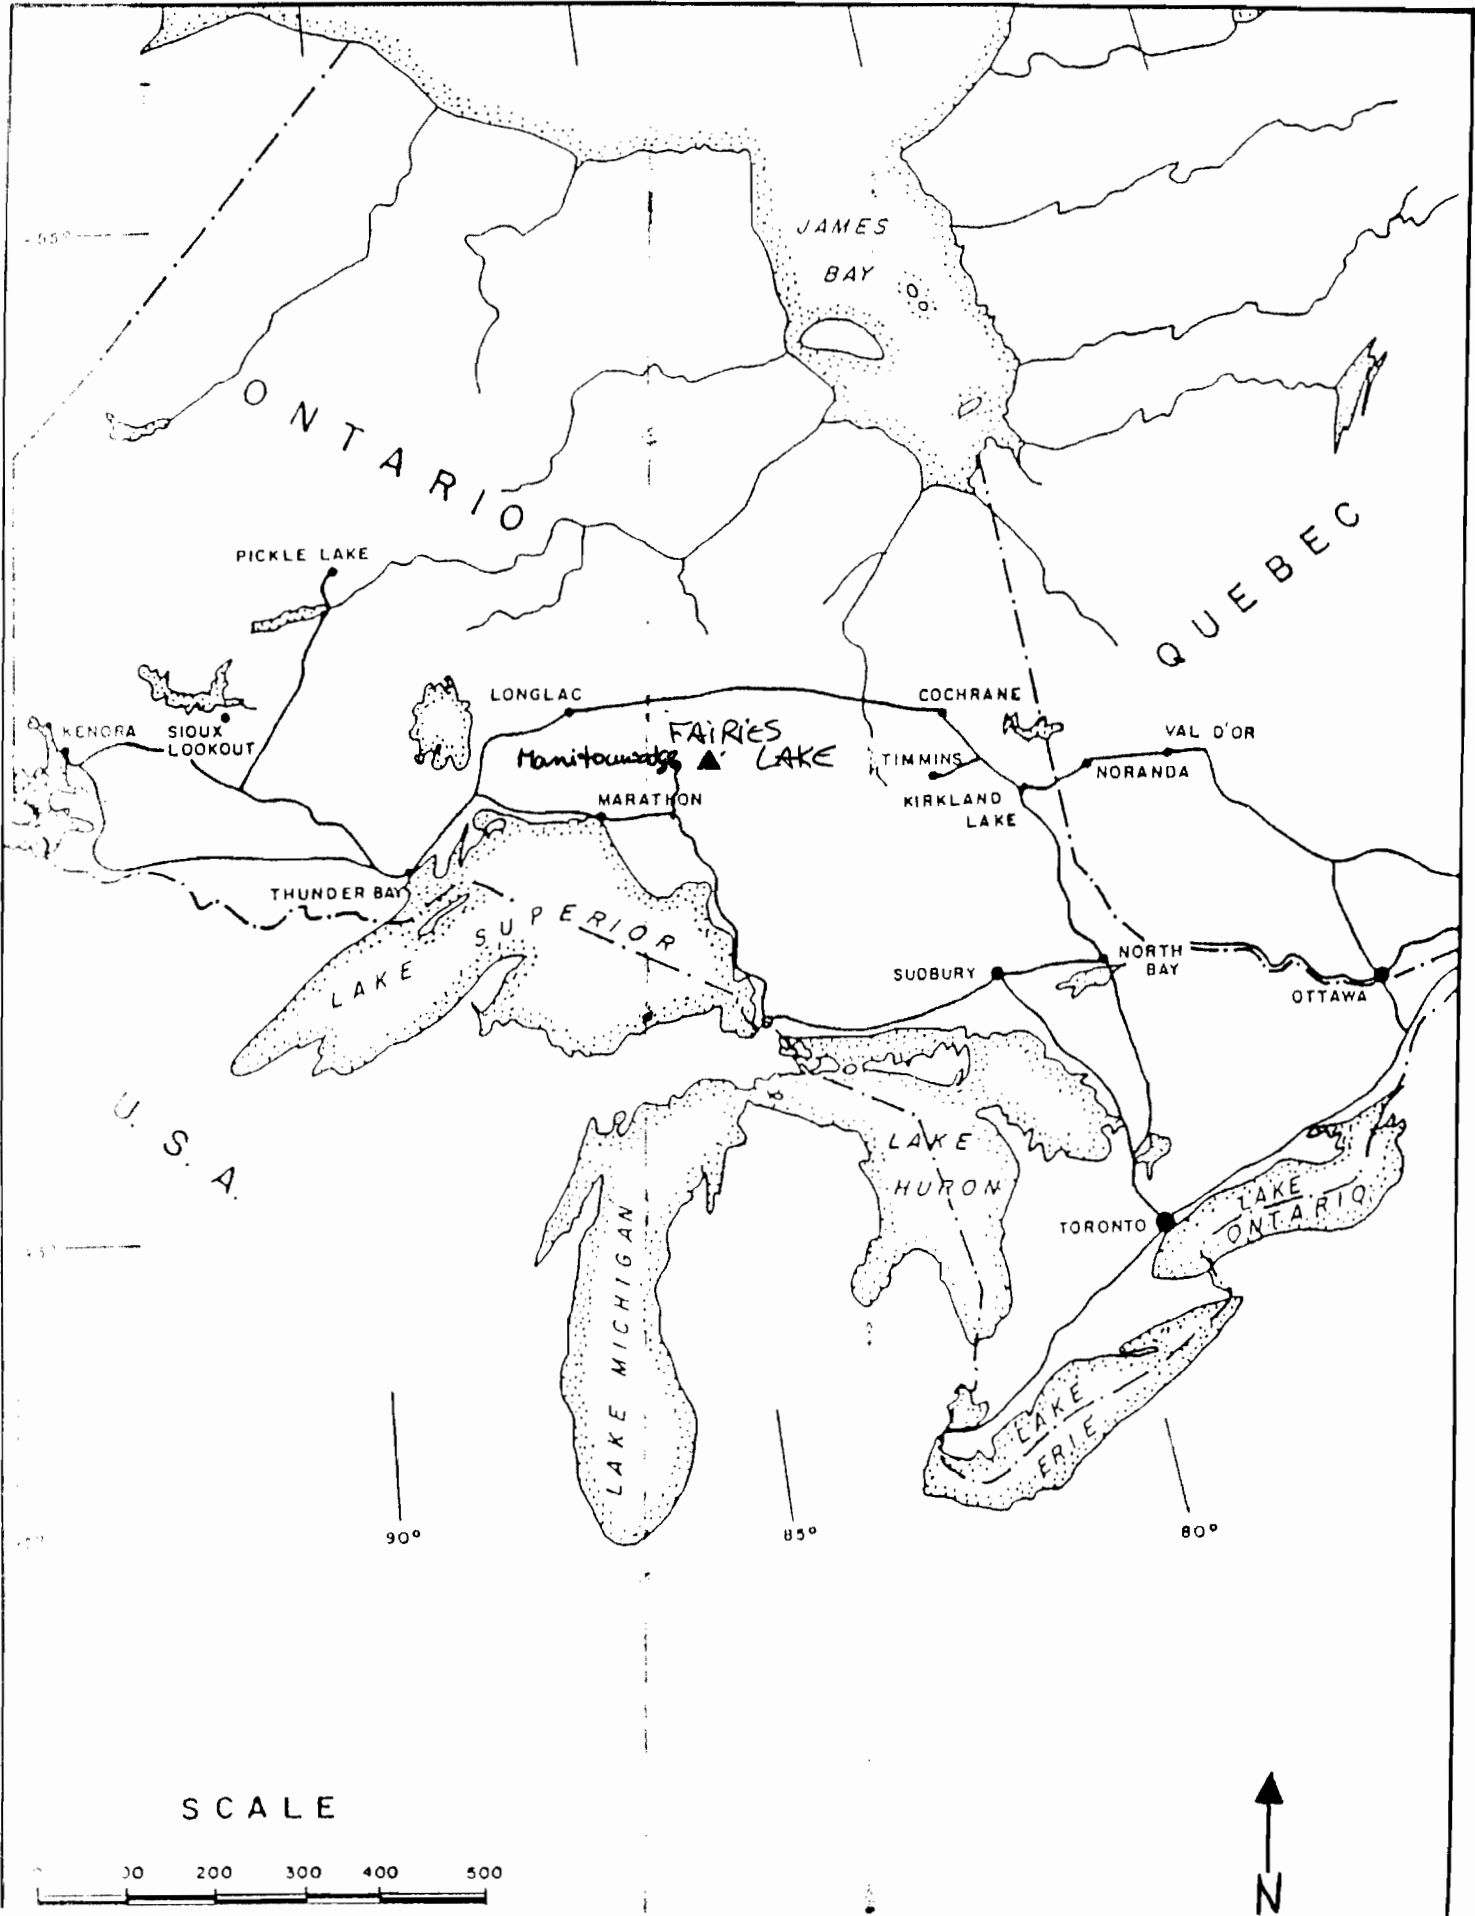 JAMES
BAY
ONTARIO
QUEBEC
PICKLE LAKE
LONGLAC
COCHRANE
KENORA
SIOUX
LOOKOUT
FAIRIES
LAKE
Manitouwadge
TIMMINS
VAL D'OR
NORANDA
KIRKLAND
LAKE
MARATHON
THUNDER BAY
LAKE SUPERIOR
SUDBURY
NORTH
BAY
OTTAWA
U. S. A.
LAKE
HURON
LAKE MICHIGAN
TORONTO
LAKE
ONTARIO
LAKE
ERIE
90°
85°
80°
SCALE
200 300 400 500
N